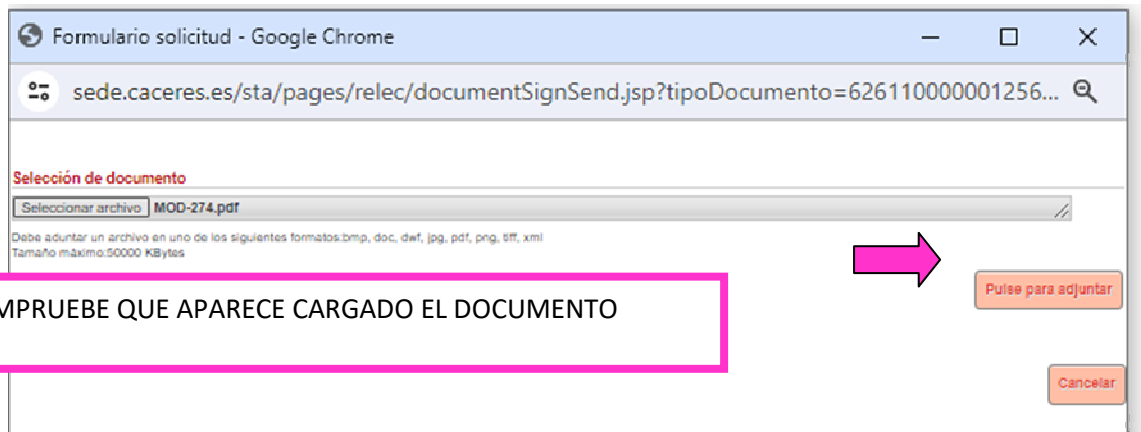 Formulario solicitud - Google Chrome
sede.caceres.es/sta/pages/relec/documentSignSend.jsp?tipoDocumento=626110000001256...
Selección de documento
Seleccionar archivo MOD-274.pdf
Debe aduntar un archivo en uno de los siguientes formatos:bmp, doc, dwf, jpg, pdf, png, tiff, xml
Tamaño máximo:50000 KBytes
Pulse para adjuntar
MPRUEBE QUE APARECE CARGADO EL DOCUMENTO
Cancelar